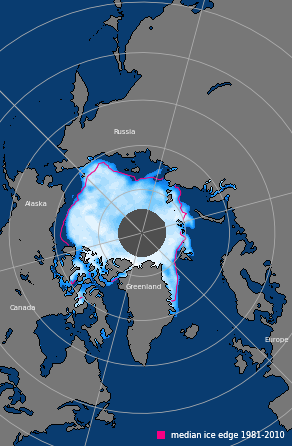 Russia
Alaska
Greenland
Canada
Europe
median ice edge 1981-2010